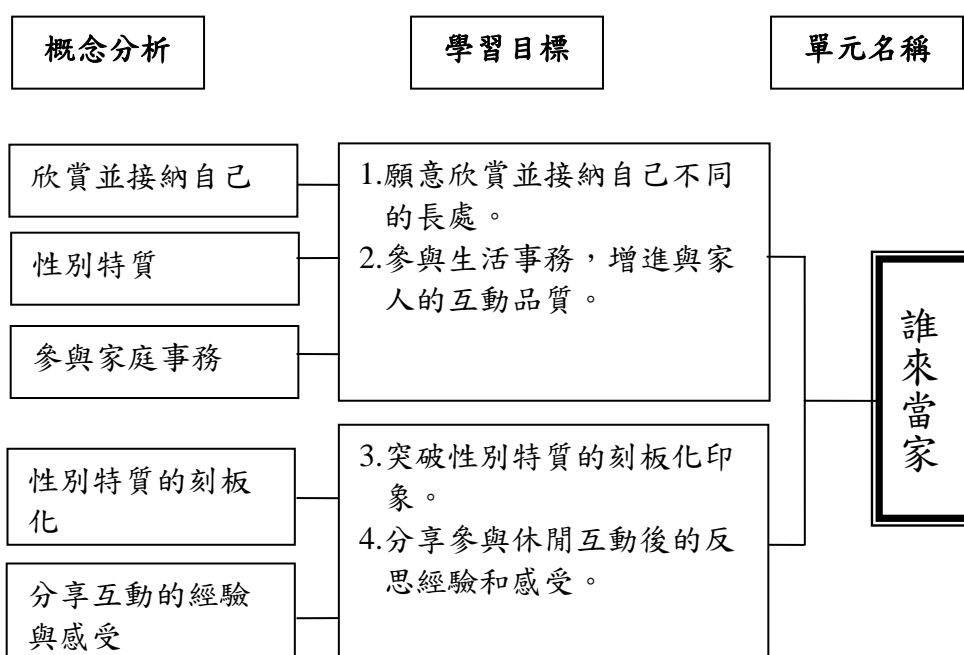 概念分析
學習目標
單元名稱
欣賞並接納自己
性別特質
參與家庭事務
性別特質的刻板
化
分享互動的經驗
與感受
1.願意欣賞並接納自己不同
的長處。
2.參與生活事務，增進與家
人的互動品質。
3.突破性別特質的刻板化印
象。
4.分享參與休閒互動後的反
思經驗和感受。
誰來當家